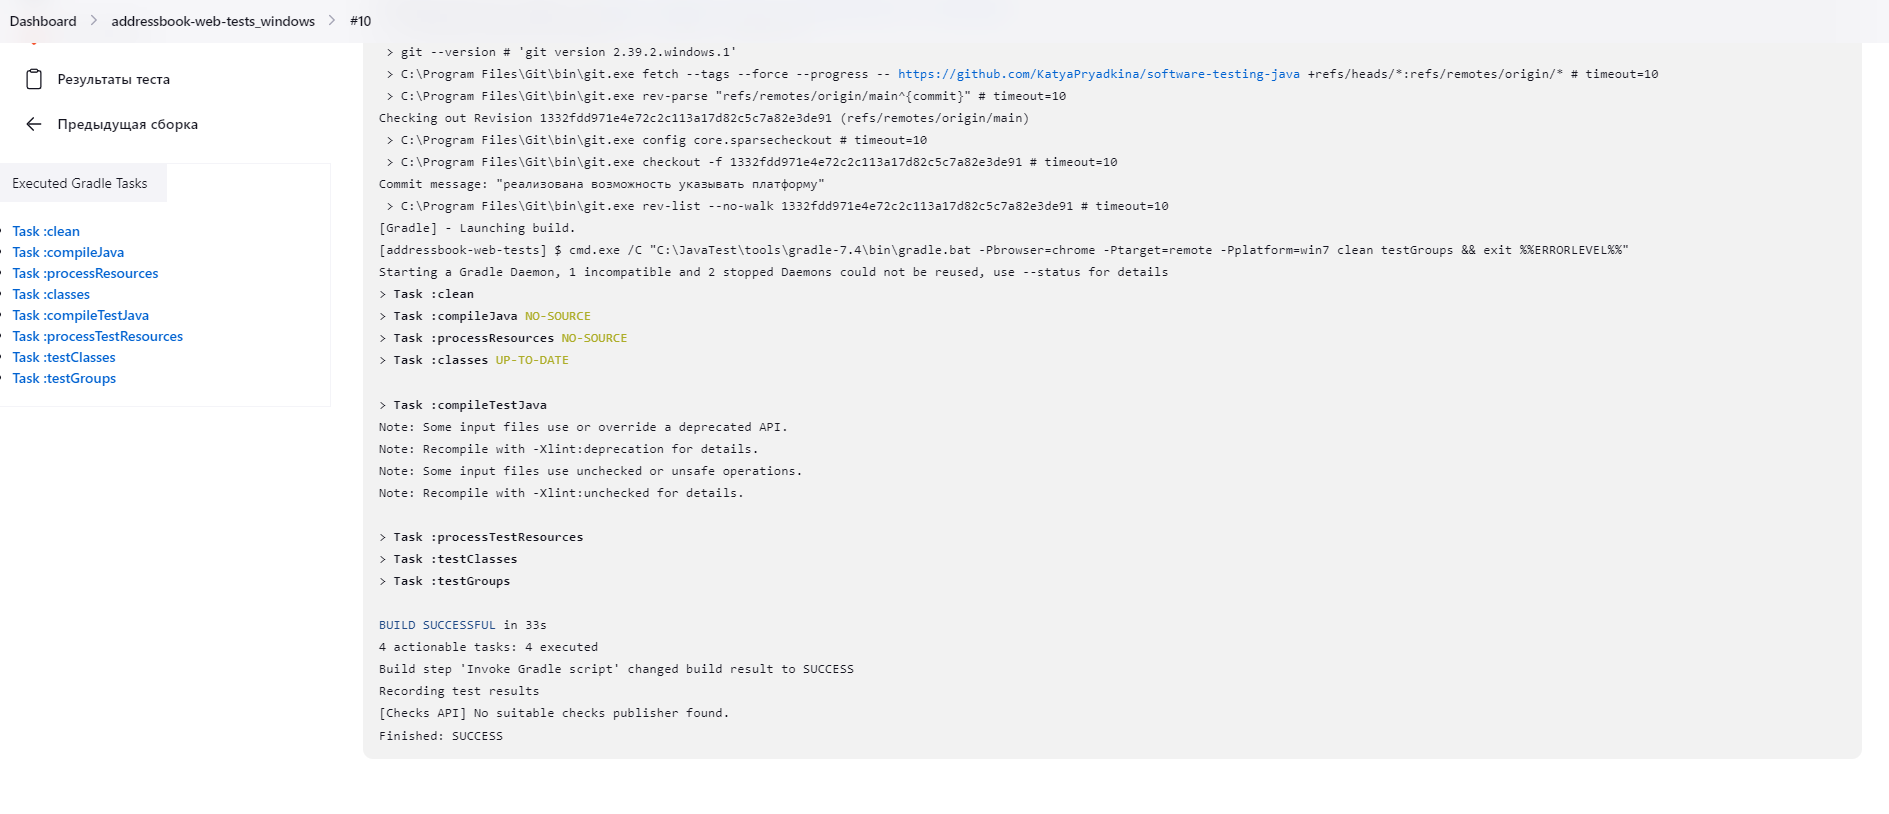 Dashboard > addressbook-web-tests_windows > #10
Результаты теста
Предыдущая сборка
Executed Gradle Tasks
Task :clean
Task :compileJava
Task :processResources
Task :classes
Task :compileTestJava
Task :processTestResources
Task :testClasses
Task :testGroups
> git --version # 'git version 2.39.2.windows.1'
> C:\Program Files\Git\bin\git.exe fetch --tags --force --progress -- https://github.com/KatyaPryadkina/software-testing-java +refs/heads/*:refs/remotes/origin/* # timeout=10
> C:\Program Files\Git\bin\git.exe rev-parse "refs/remotes/origin/main^{commit}" # timeout=10
Checking out Revision 1332fdd971e4e72c2c113a17d82c5c7a82e3de91 (refs/remotes/origin/main)
> C:\Program Files\Git\bin\git.exe config core.sparsecheckout # timeout=10
> C:\Program Files\Git\bin\git.exe checkout -f 1332fdd971e4e72c2c113a17d82c5c7a82e3de91 # timeout=10
Commit message: "реализована возможность указывать платформу"
> C:\Program Files\Git\bin\git.exe rev-list --no-walk 1332fdd971e4e72c2c113a17d82c5c7a82e3de91 # timeout=10
[Gradle] - Launching build.
[addressbook-web-tests] $ cmd.exe /C "C:\JavaTest\tools\gradle-7.4\bin\gradle.bat -Pbrowser=chrome -Ptarget=remote -Pplatform=win7 clean testGroups && exit %%ERRORLEVEL%%"
Starting a Gradle Daemon, 1 incompatible and 2 stopped Daemons could not be reused, use --status for details
> Task :clean
> Task :compileJava NO-SOURCE
> Task :processResources NO-SOURCE
> Task :classes UP-TO-DATE
> Task :compileTestJava
Note: Some input files use or override a deprecated API.
Note: Recompile with -Xlint:deprecation for details.
Note: Some input files use unchecked or unsafe operations.
Note: Recompile with -Xlint:unchecked for details.
> Task :processTestResources
> Task :testClasses
> Task :testGroups
BUILD SUCCESSFUL in 33s
4 actionable tasks: 4 executed
Build step 'Invoke Gradle script' changed build result to SUCCESS
Recording test results
[Checks API] No suitable checks publisher found.
Finished: SUCCESS